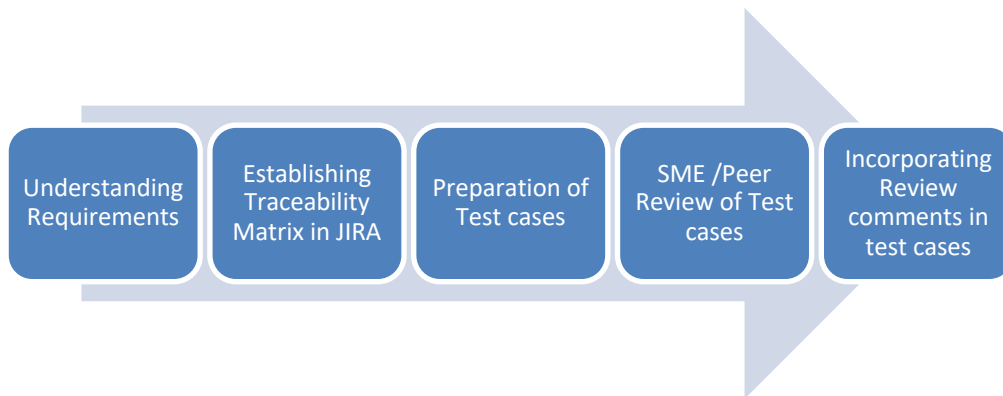 Understanding
Requirements
Establishing
Traceability
Matrix in JIRA
Preparation of
Test cases
SME /Peer
Review of Test
cases
Incorporating
Review
comments in
test cases